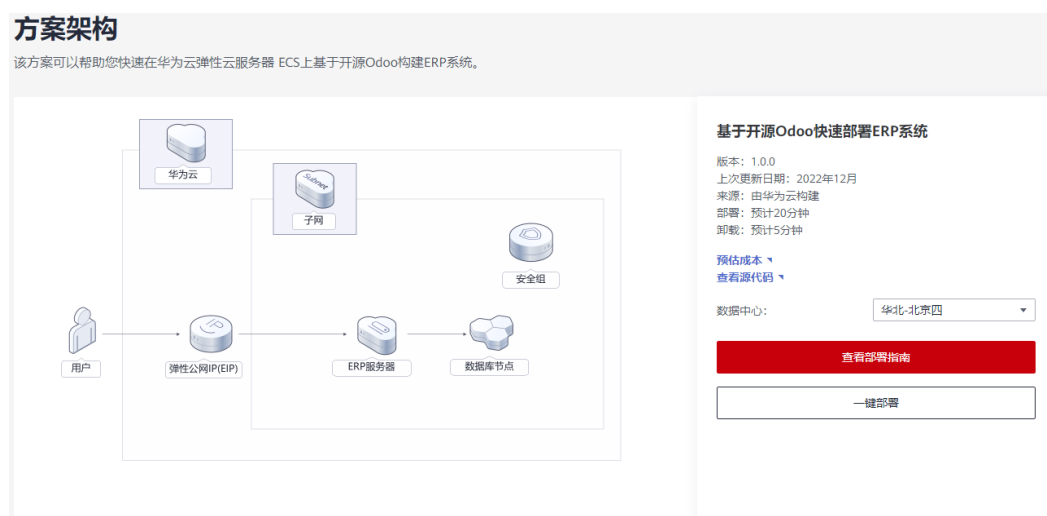 方案架构
该方案可以帮助您快速在华为云弹性云服务器 ECS上基于开源Odoo构建ERP系统。
华为云
Subnet
子网
安全组
用户
IP
弹性公网IP(EIP)
ERP服务器
数据库节点
基于开源Odoo快速部署ERP系统
版本：1.0.0
上次更新日期：2022年12月
来源：由华为云构建
部署：预计20分钟
卸载：预计5分钟
预估成本
查看源代码
数据中心：
华北-北京四
查看部署指南
一键部署